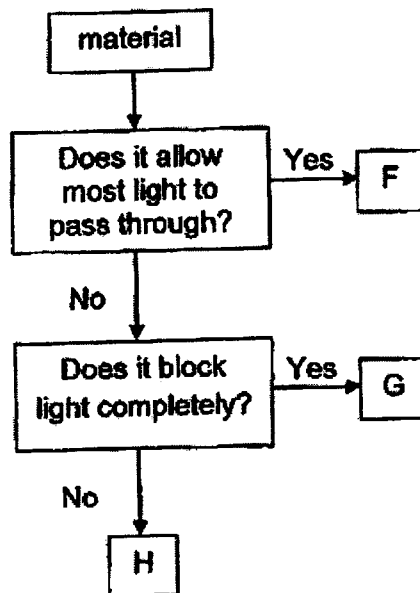 material
Does it allow
most light to
pass through?
Yes
F
No
Does it block
light completely?
Yes
G
No
H